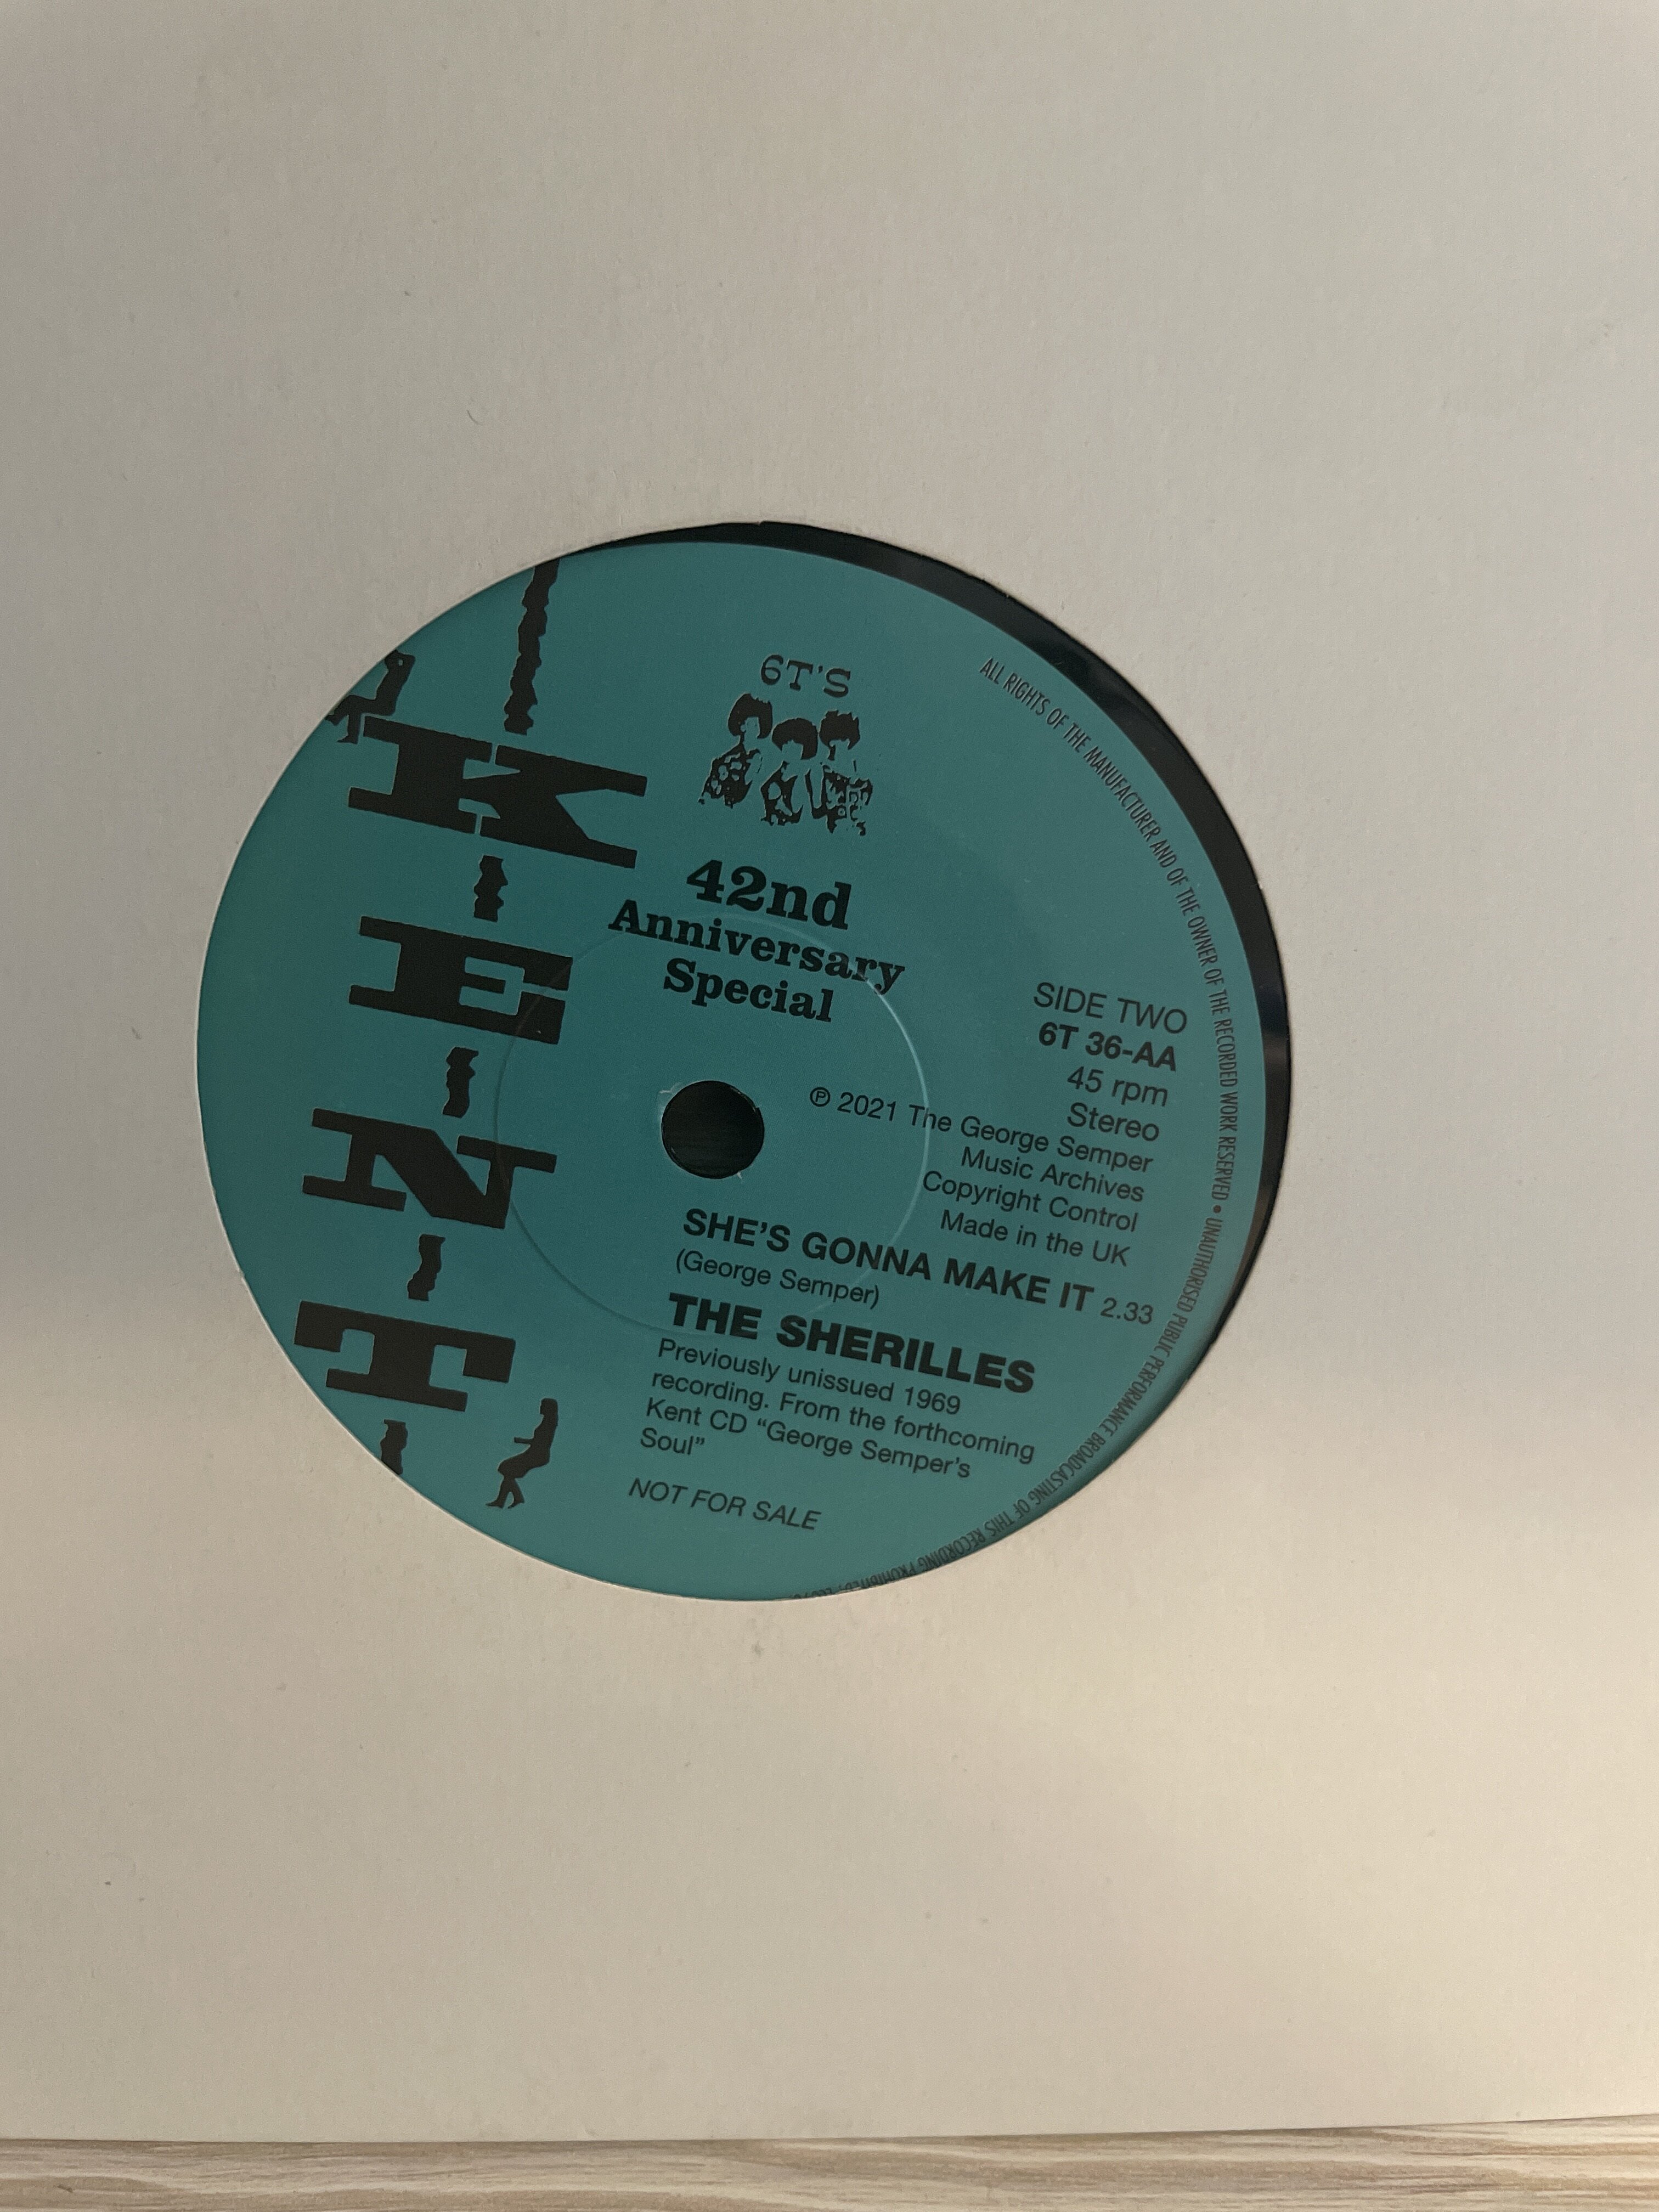 KENT
6T'S
42nd
Anniversary
Special
SIDE TWO
6T 36-AA
45 rpm
Stereo
℗ 2021 The George Semper
Music Archives
Copyright Control
Made in the UK
SHE'S GONNA MAKE IT 2.33
(George Semper)
THE SHERILLES
Previously unissued 1969
recording. From the forthcoming
Kent CD “George Semper's
Soul”
NOT FOR SALE
ALL RIGHTS OF THE MANUFACTURER AND OF THE OWNER OF THE RECORDED WORK RESERVED • UNAUTHORISED PUBLIC PERFORMANCE BROADCASTING OF THIS RECORDING PROHIBITED.